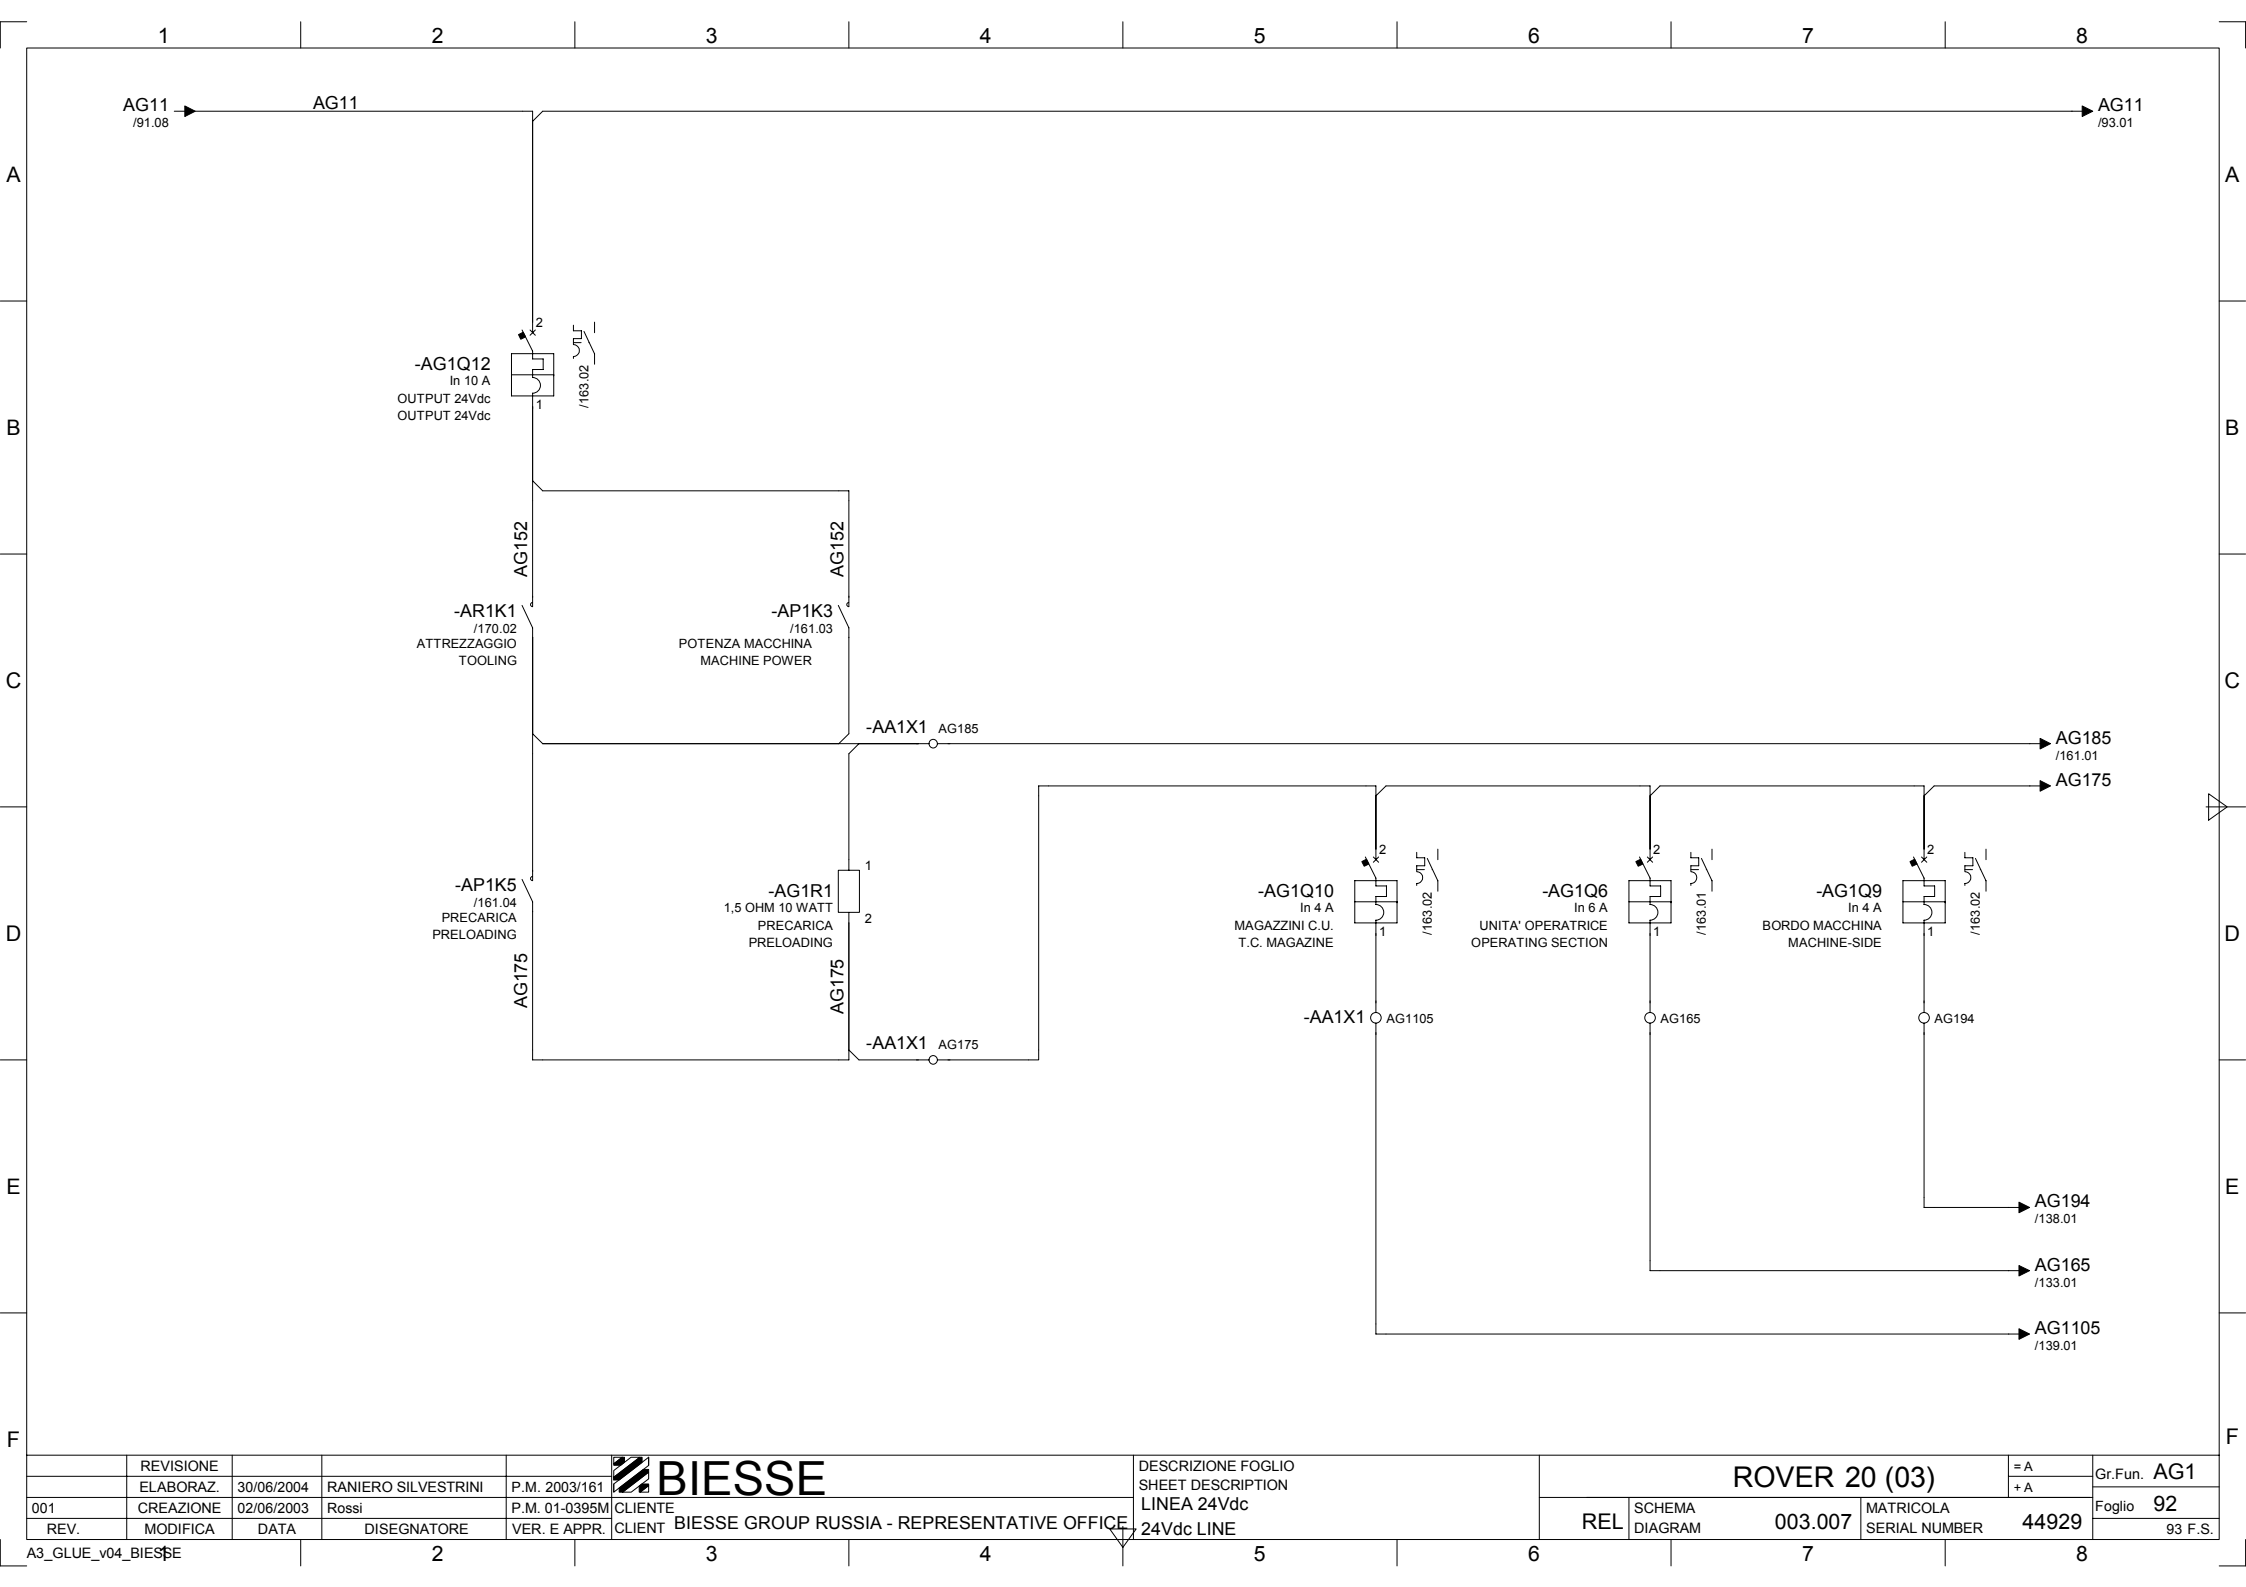 1 2 3 4 5 6 7 8
AG11
/91.08
AG11
AG11
/93.01
A
A
2
-AG1Q12
In 10 A
OUTPUT 24Vdc
OUTPUT 24Vdc
1
/163.02
B
B
AG152
AG152
-AR1K1
/170.02
ATTREZZAGGIO
TOOLING
-AP1K3
/161.03
POTENZA MACCHINA
MACHINE POWER
C
C
-AA1X1 AG185
AG185
/161.01
AG175
-AP1K5
/161.04
PRECARICA
PRELOADING
AG175
1
-AG1R1
1,5 OHM 10 WATT
2
PRECARICA
PRELOADING
AG175
2
-AG1Q10
In 4 A
MAGAZZINI C.U.
T.C. MAGAZINE
1
/163.02
2
-AG1Q6
In 6 A
UNITA' OPERATRICE
OPERATING SECTION
1
/163.01
2
-AG1Q9
In 4 A
BORDO MACCHINA
MACHINE-SIDE
1
/163.02
D
D
-AA1X1 AG1105
AG165
AG194
-AA1X1 AG175
E
E
AG194
/138.01
AG165
/133.01
AG1105
/139.01
F
F
REVISIONE
ELABORAZ. 30/06/2004 RANIERO SILVESTRINI P.M. 2003/161
001 CREAZIONE 02/06/2003 Rossi P.M. 01-0395M
REV. MODIFICA DATA DISEGNATORE VER. E APPR.
BIESSE
CLIENTE
CLIENT BIESSE GROUP RUSSIA - REPRESENTATIVE OFFICE
DESCRIZIONE FOGLIO
SHEET DESCRIPTION
LINEA 24Vdc
24Vdc LINE
ROVER 20 (03)
REL
SCHEMA
DIAGRAM
003.007
MATRICOLA
SERIAL NUMBER
44929
= A
+ A
Gr.Fun. AG1
Foglio 92
93 F.S.
A3_GLUE_v04_BIESSE
1 2 3 4 5 6 7 8